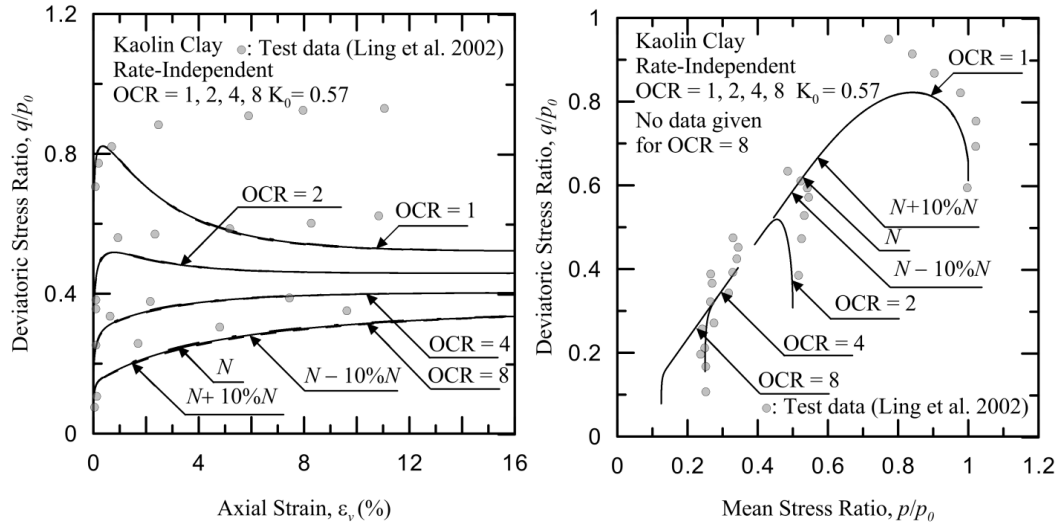 Kaolin Clay
: Test data (Ling et al. 2002)
Rate-Independent
OCR = 1, 2, 4, 8 K₀= 0.57
OCR = 2
OCR = 1
OCR = 4
OCR = 8
N
N – 10%N
N+ 10%N
1.2
0.8
0.4
0
0
4
8
12
16
Deviatoric Stress Ratio, q/p₀
Axial Strain, εᵥ(%)
Kaolin Clay
Rate-Independent
OCR = 1, 2, 4, 8 K₀= 0.57
No data given
for OCR = 8
OCR = 1
N+10%N
N
N – 10%N
OCR = 2
OCR = 4
OCR = 8
: Test data (Ling et al. 2002)
1
0.8
0.6
0.4
0.2
0
0
0.2
0.4
0.6
0.8
1
1.2
Deviatoric Stress Ratio, q/p₀
Mean Stress Ratio, p/p₀